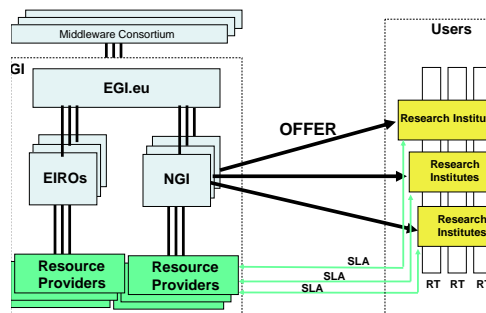 Middleware Consortium
Users
GI
EGI.eu
OFFER
Research Institu
EIROs
NGI
Research
Institutes
Research
Institutes
Resource
Providers
Resource
Providers
SLA
SLA
SLA
RT RT RT